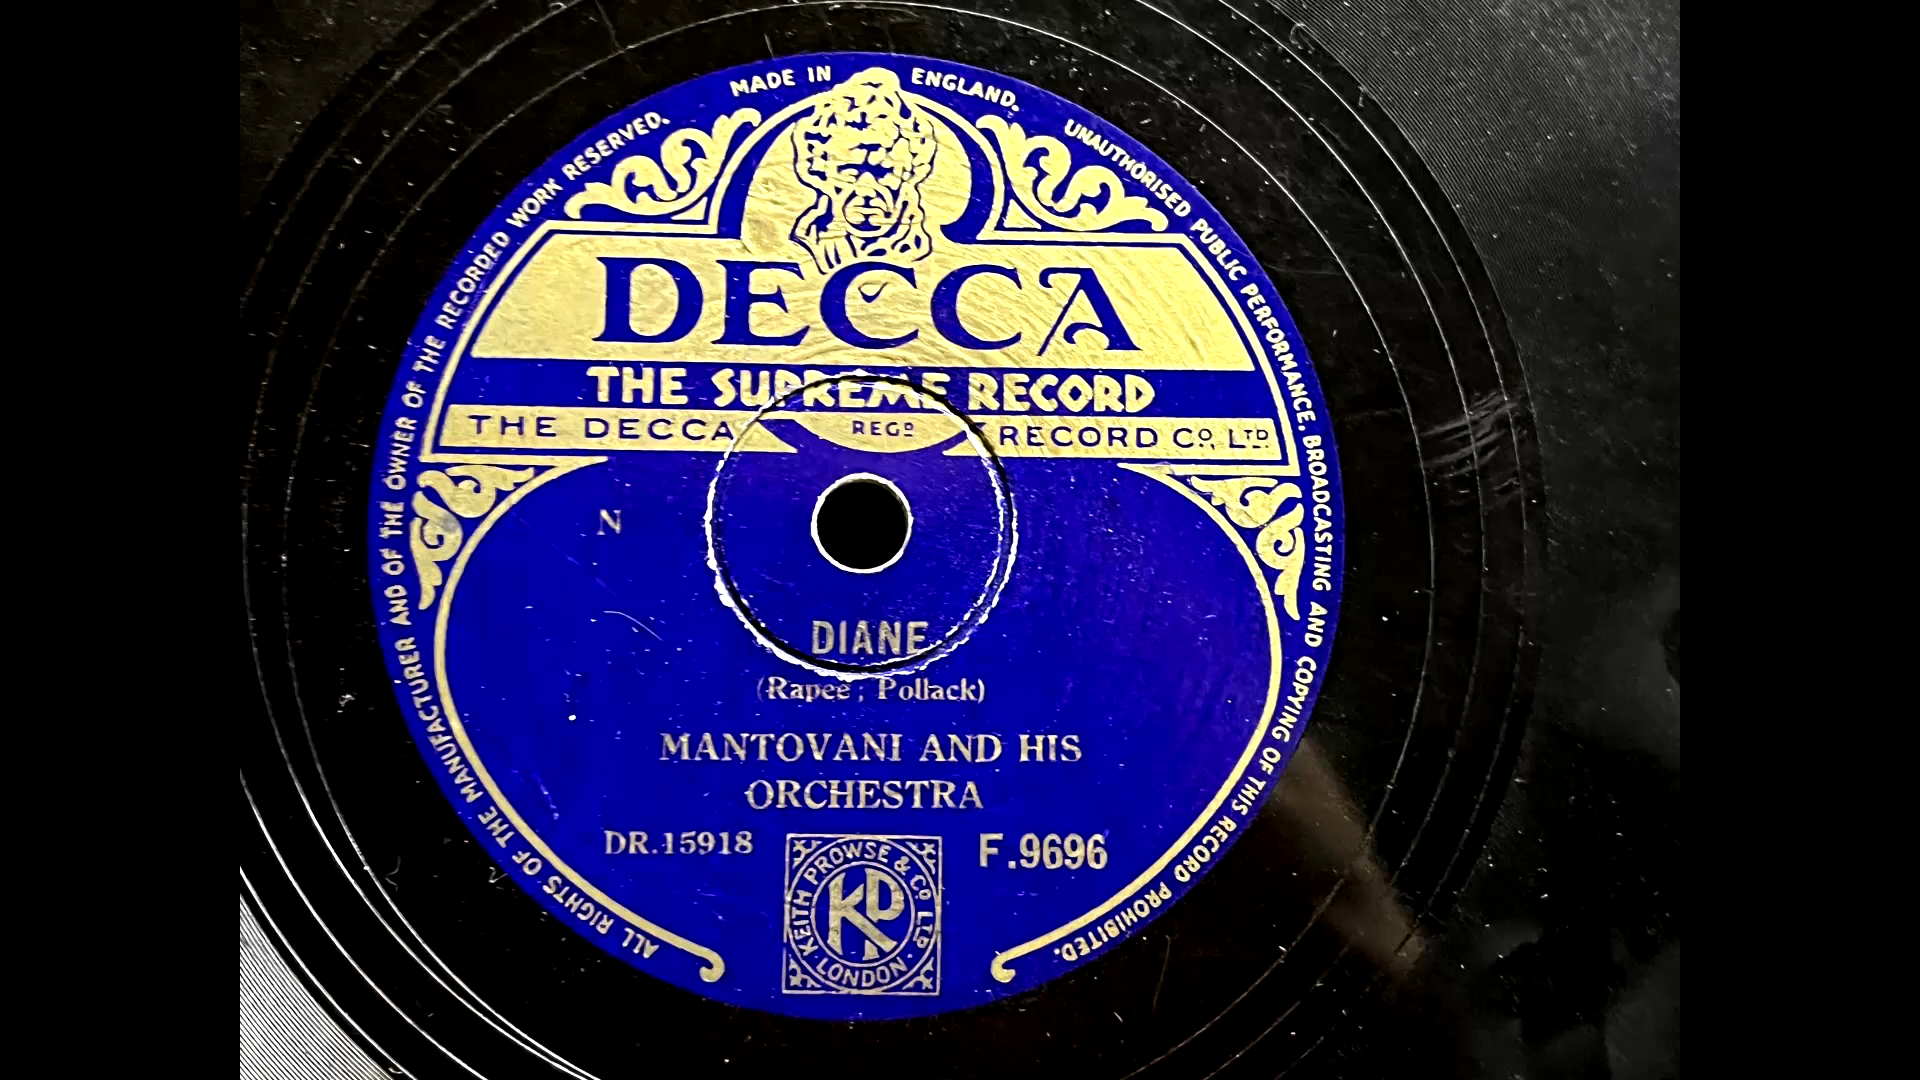 ALL RIGHTS OF THE MANUFACTURER AND OF THE OWNER OF THE RECORDED WORK RESERVED.
MADE IN ENGLAND.
UNAUTHORISED PUBLIC PERFORMANCE, BROADCASTING AND COPYING OF THIS RECORD PROHIBITED.
DECCA
THE SUPREME RECORD
THE DECCA REGD RECORD CO. LTD.
N
DIANE
(Rapee; Pollack)
MANTOVANI AND HIS
ORCHESTRA
DR.15918
F.9696
KEITH PROWSE & CO LTD.
KP
LONDON